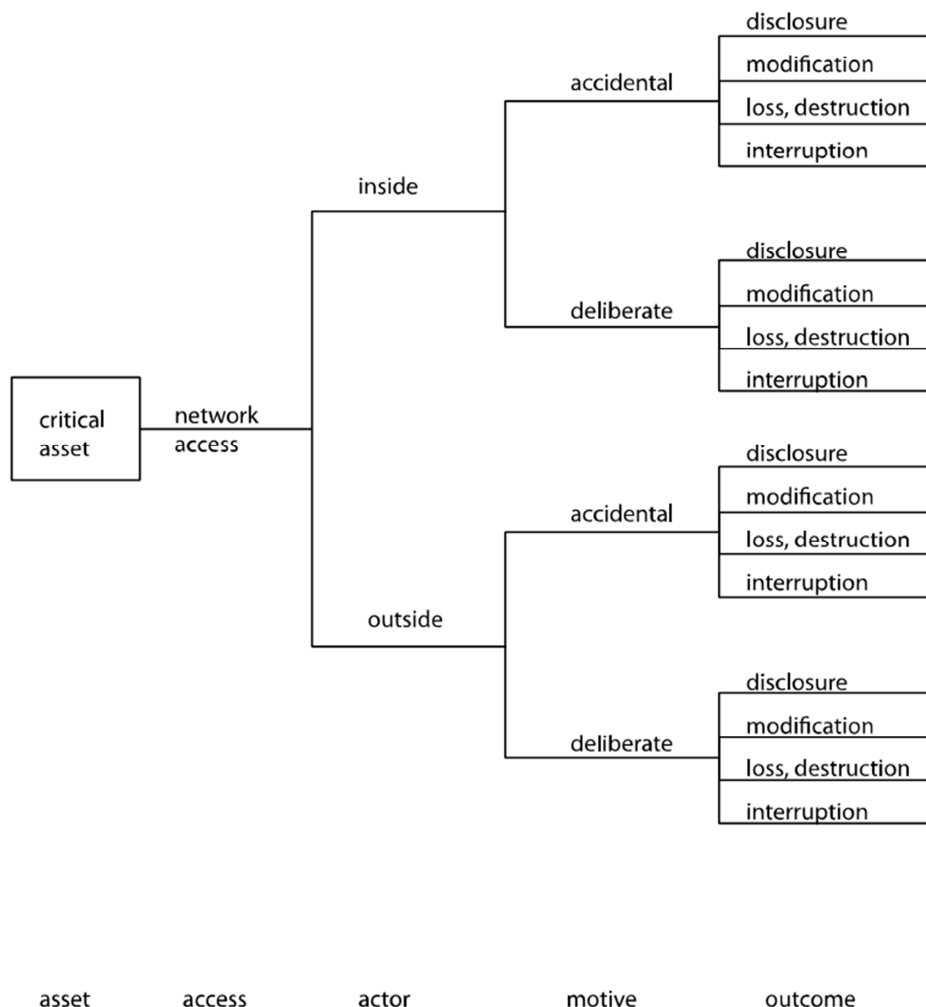 disclosure
modification
accidental
loss, destruction
interruption
inside
disclosure
modification
deliberate
loss, destruction
interruption
critical
asset
network
access
disclosure
modification
accidental
loss, destruction
interruption
outside
disclosure
modification
deliberate
loss, destruction
interruption
asset access actor motive outcome